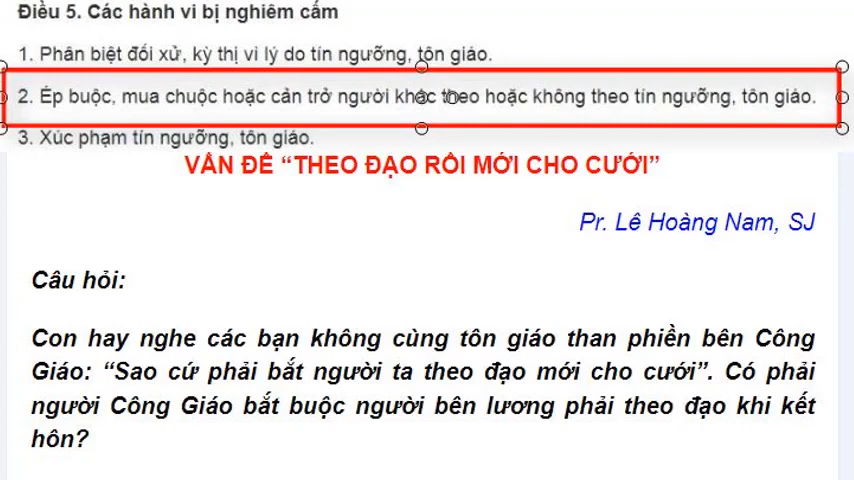 Điều 5. Các hành vi bị nghiêm cấm
1. Phân biệt đối xử, kỳ thị vì lý do tín ngưỡng, tôn giáo.
2. Ép buộc, mua chuộc hoặc cản trở người khác theo hoặc không theo tín ngưỡng, tôn giáo.
3. Xúc phạm tín ngưỡng, tôn giáo.
VẤN ĐỀ “THEO ĐẠO RỒI MỚI CHO CƯỚI”
Pr. Lê Hoàng Nam, SJ
Câu hỏi:
Con hay nghe các bạn không cùng tôn giáo than phiền bên Công
Giáo: “Sao cứ phải bắt người ta theo đạo mới cho cưới”. Có phải
người Công Giáo bắt buộc người bên lương phải theo đạo khi kết
hôn?